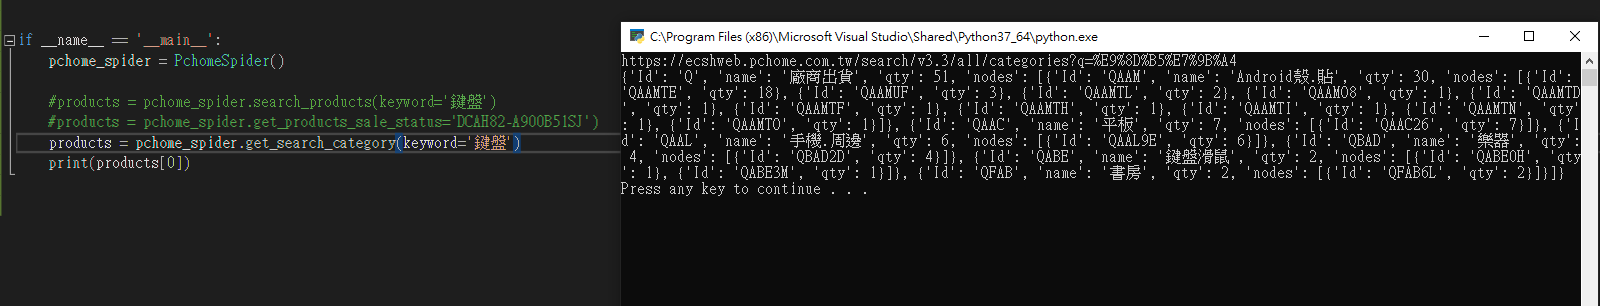 if __name__ == '__main__':
pchome_spider = PchomeSpider()
#products = pchome_spider.search_products(keyword='鍵盤')
#products = pchome_spider.get_products_sale_status='DCAH82-A900B51SJ')
products = pchome_spider.get_search_category(keyword='鍵盤')
print(products[0])
C:\Program Files (x86)\Microsoft Visual Studio\Shared\Python37_64\python.exe
https://ecshweb.pchome.com.tw/search/v3.3/all/categories?q=%E9%8D%B5%E7%9B%A4
{'Id': 'Q', 'name': '廠商出貨', 'qty': 51, 'nodes': [{'Id': 'QAAM', 'name': 'Android殼.貼', 'qty': 30, 'nodes': [{'Id':
'QAAMTE', 'qty': 18}, {'Id': 'QAAMUF', 'qty': 3}, {'Id': 'QAAMTL', 'qty': 2}, {'Id': 'QAAMO8', 'qty': 1}, {'Id': 'QAAMTD
', 'qty': 1}, {'Id': 'QAAMTF', 'qty': 1}, {'Id': 'QAAMTH', 'qty': 1}, {'Id': 'QAAMTI', 'qty': 1}, {'Id': 'QAAMTN', 'qty'
: 1}, {'Id': 'QAAMTO', 'qty': 1}]}, {'Id': 'QAAC', 'name': '平板', 'qty': 7, 'nodes': [{'Id': 'QAAC26', 'qty': 7}]}, {'I
d': 'QAAL', 'name': '手機.周邊', 'qty': 6, 'nodes': [{'Id': 'QAAL9E', 'qty': 6}]}, {'Id': 'QBAD', 'name': '樂器', 'qty':
4, 'nodes': [{'Id': 'QBAD2D', 'qty': 4}]}, {'Id': 'QABE', 'name': '鍵盤滑鼠', 'qty': 2, 'nodes': [{'Id': 'QABE0H', 'qty'
: 1}, {'Id': 'QABE3M', 'qty': 1}]}, {'Id': 'QFAB', 'name': '書房', 'qty': 2, 'nodes': [{'Id': 'QFAB6L', 'qty': 2}]}]}
Press any key to continue . . .